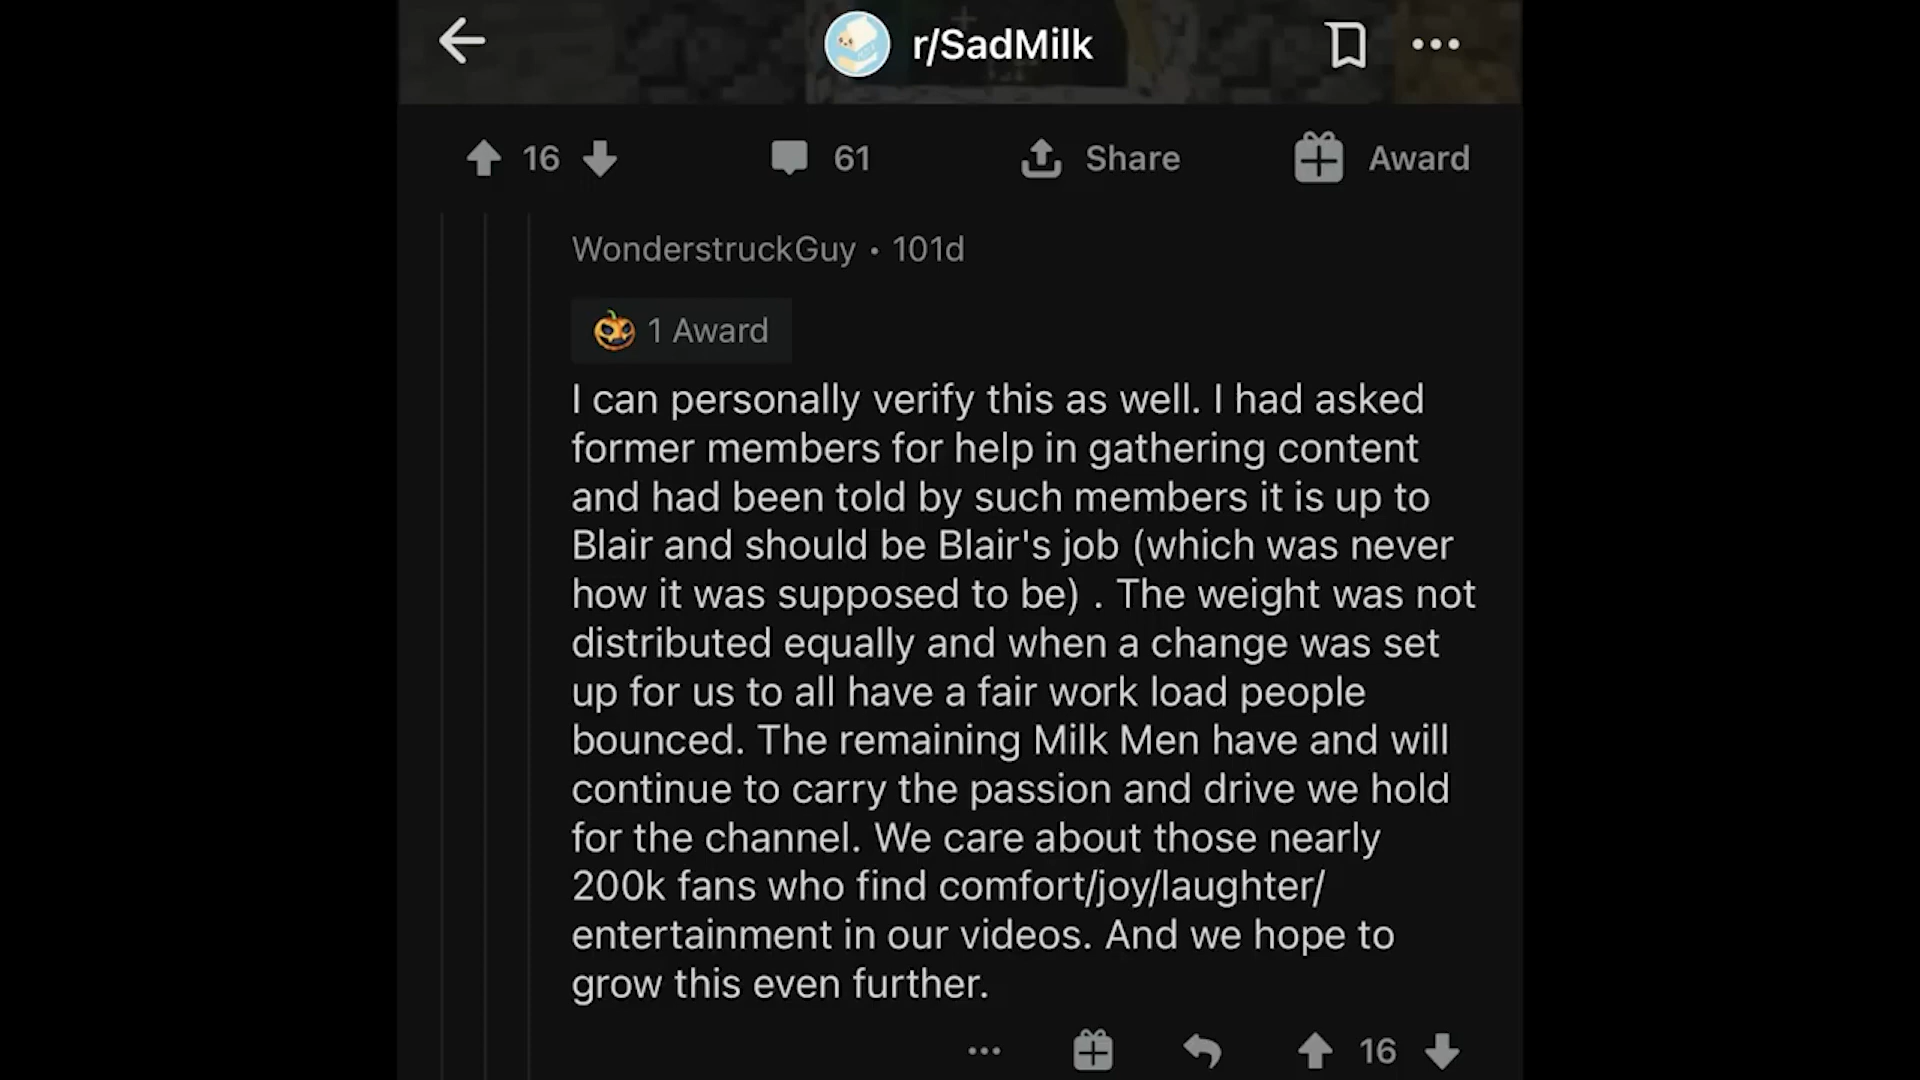 r/SadMilk
16
61
Share
Award
WonderstruckGuy • 101d
1 Award
I can personally verify this as well. I had asked
former members for help in gathering content
and had been told by such members it is up to
Blair and should be Blair's job (which was never
how it was supposed to be) . The weight was not
distributed equally and when a change was set
up for us to all have a fair work load people
bounced. The remaining Milk Men have and will
continue to carry the passion and drive we hold
for the channel. We care about those nearly
200k fans who find comfort/joy/laughter/
entertainment in our videos. And we hope to
grow this even further.
16